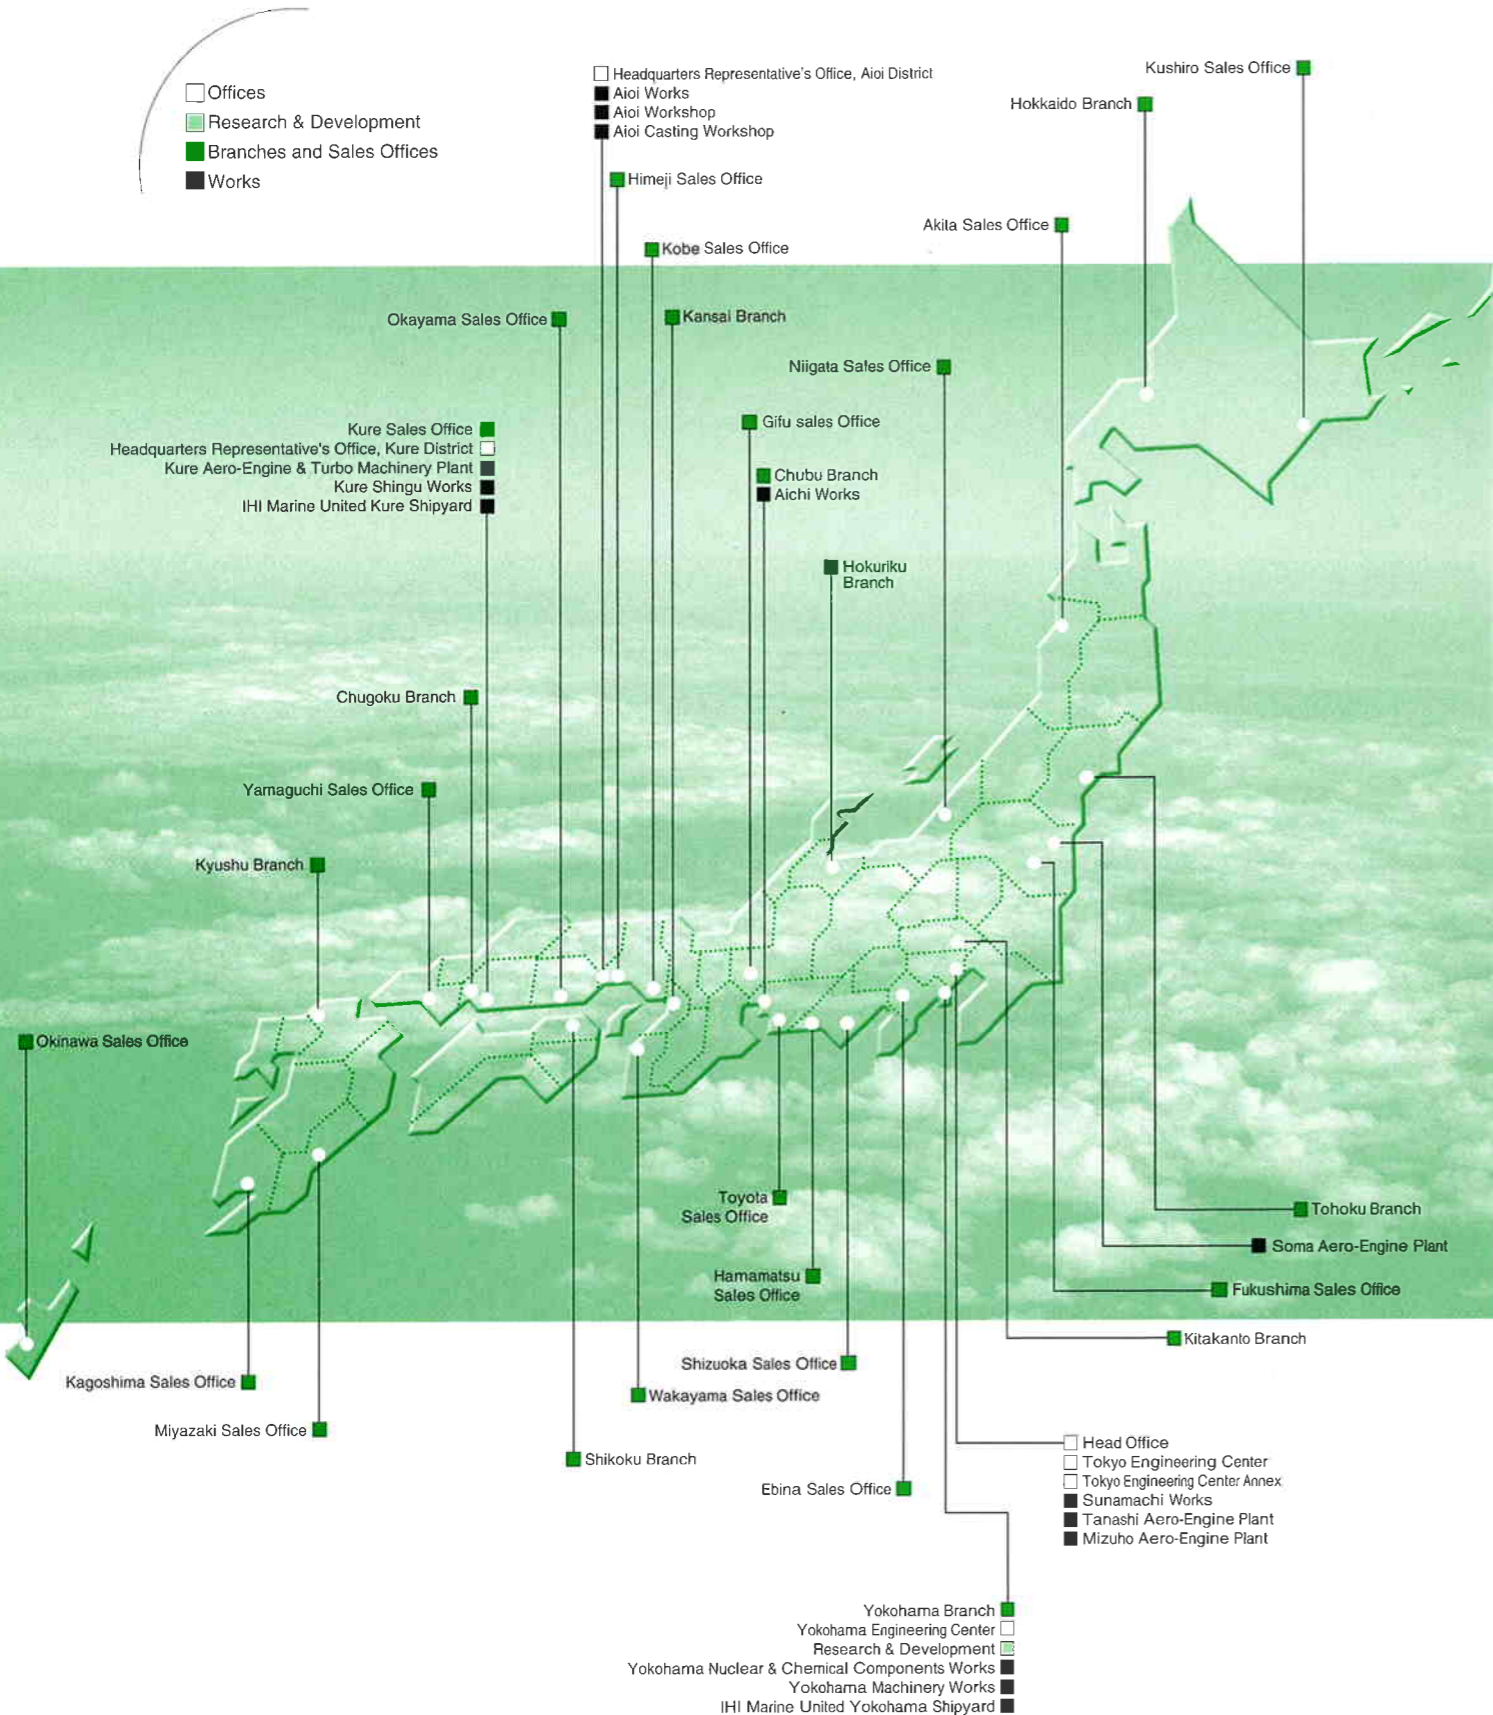 Offices
Research & Development
Branches and Sales Offices
Works
Headquarters Representative's Office, Aioi District
Aioi Works
Aioi Workshop
Aioi Casting Workshop
Kushiro Sales Office
Hokkaido Branch
Himeji Sales Office
Akita Sales Office
Kobe Sales Office
Okayama Sales Office
Kansai Branch
Niigata Sales Office
Gifu sales Office
Kure Sales Office
Headquarters Representative's Office, Kure District
Kure Aero-Engine & Turbo Machinery Plant
Kure Shingu Works
IHI Marine United Kure Shipyard
Chubu Branch
Aichi Works
Hokuriku
Branch
Chugoku Branch
Yamaguchi Sales Office
Kyushu Branch
Okinawa Sales Office
Toyota
Sales Office
Tohoku Branch
Soma Aero-Engine Plant
Hamamatsu
Sales Office
Fukushima Sales Office
Kitakanto Branch
Shizuoka Sales Office
Kagoshima Sales Office
Wakayama Sales Office
Miyazaki Sales Office
Shikoku Branch
Ebina Sales Office
Head Office
Tokyo Engineering Center
Tokyo Engineering Center Annex
Sunamachi Works
Tanashi Aero-Engine Plant
Mizuho Aero-Engine Plant
Yokohama Branch
Yokohama Engineering Center
Research & Development
Yokohama Nuclear & Chemical Components Works
Yokohama Machinery Works
IHI Marine United Yokohama Shipyard